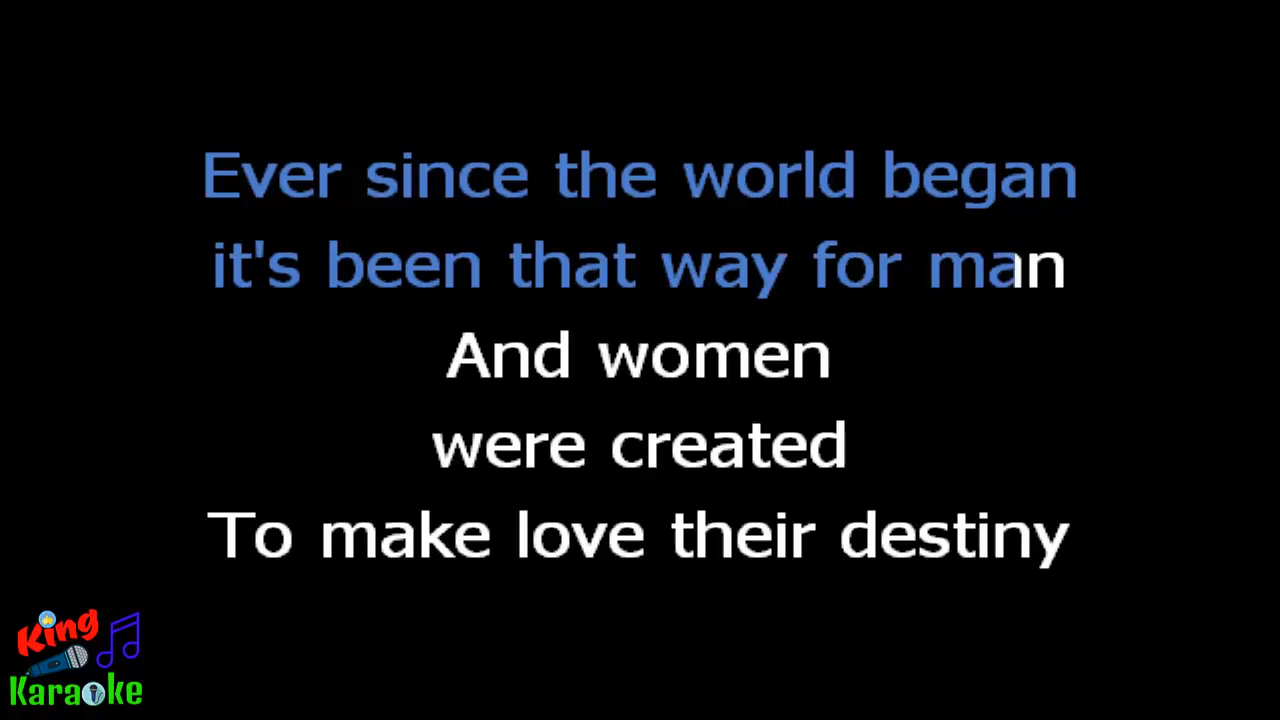 Ever since the world began
it's been that way for man
And women
were created
To make love their destiny
King
Karaoke